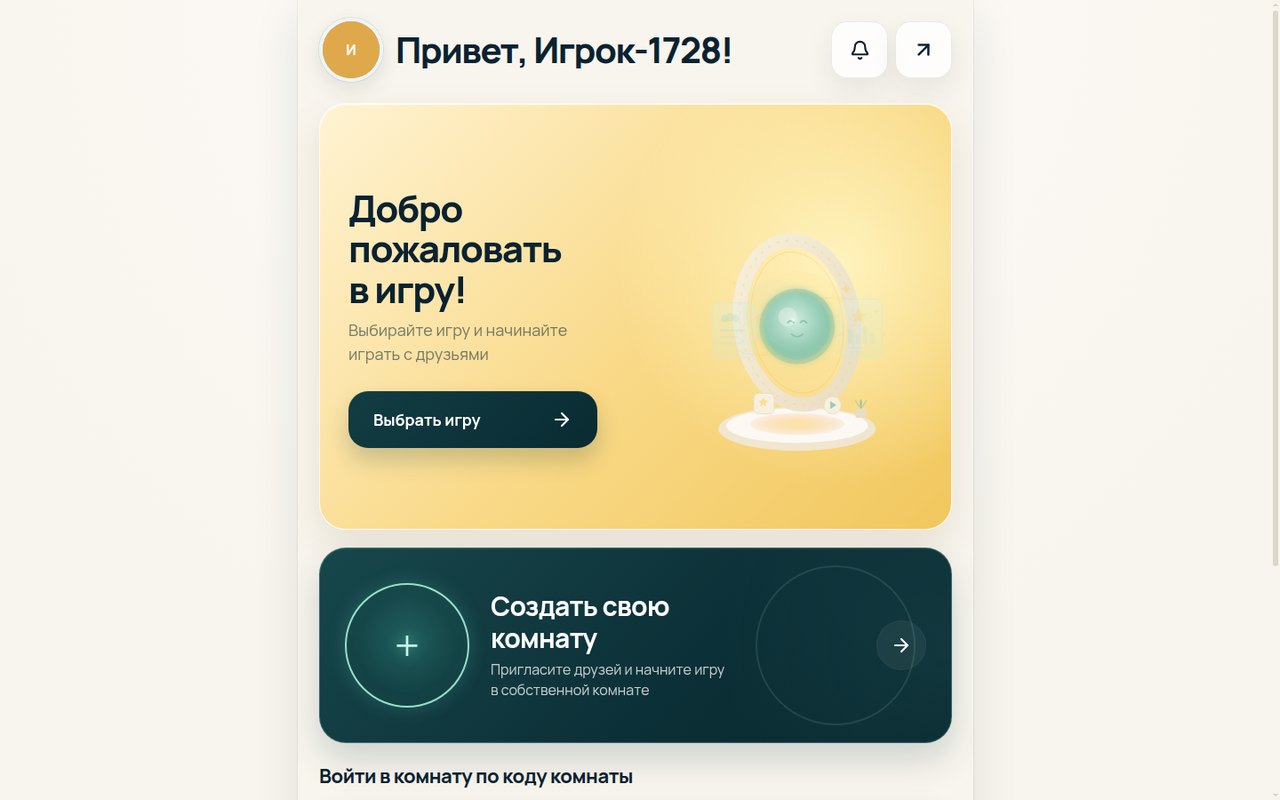 И
Привет, Игрок-1728!
Добро
пожаловать
в игру!
Выбирайте игру и начинайте
играть с друзьями
Выбрать игру
Создать свою
комнату
Пригласите друзей и начните игру
в собственной комнате
Войти в комнату по коду комнаты